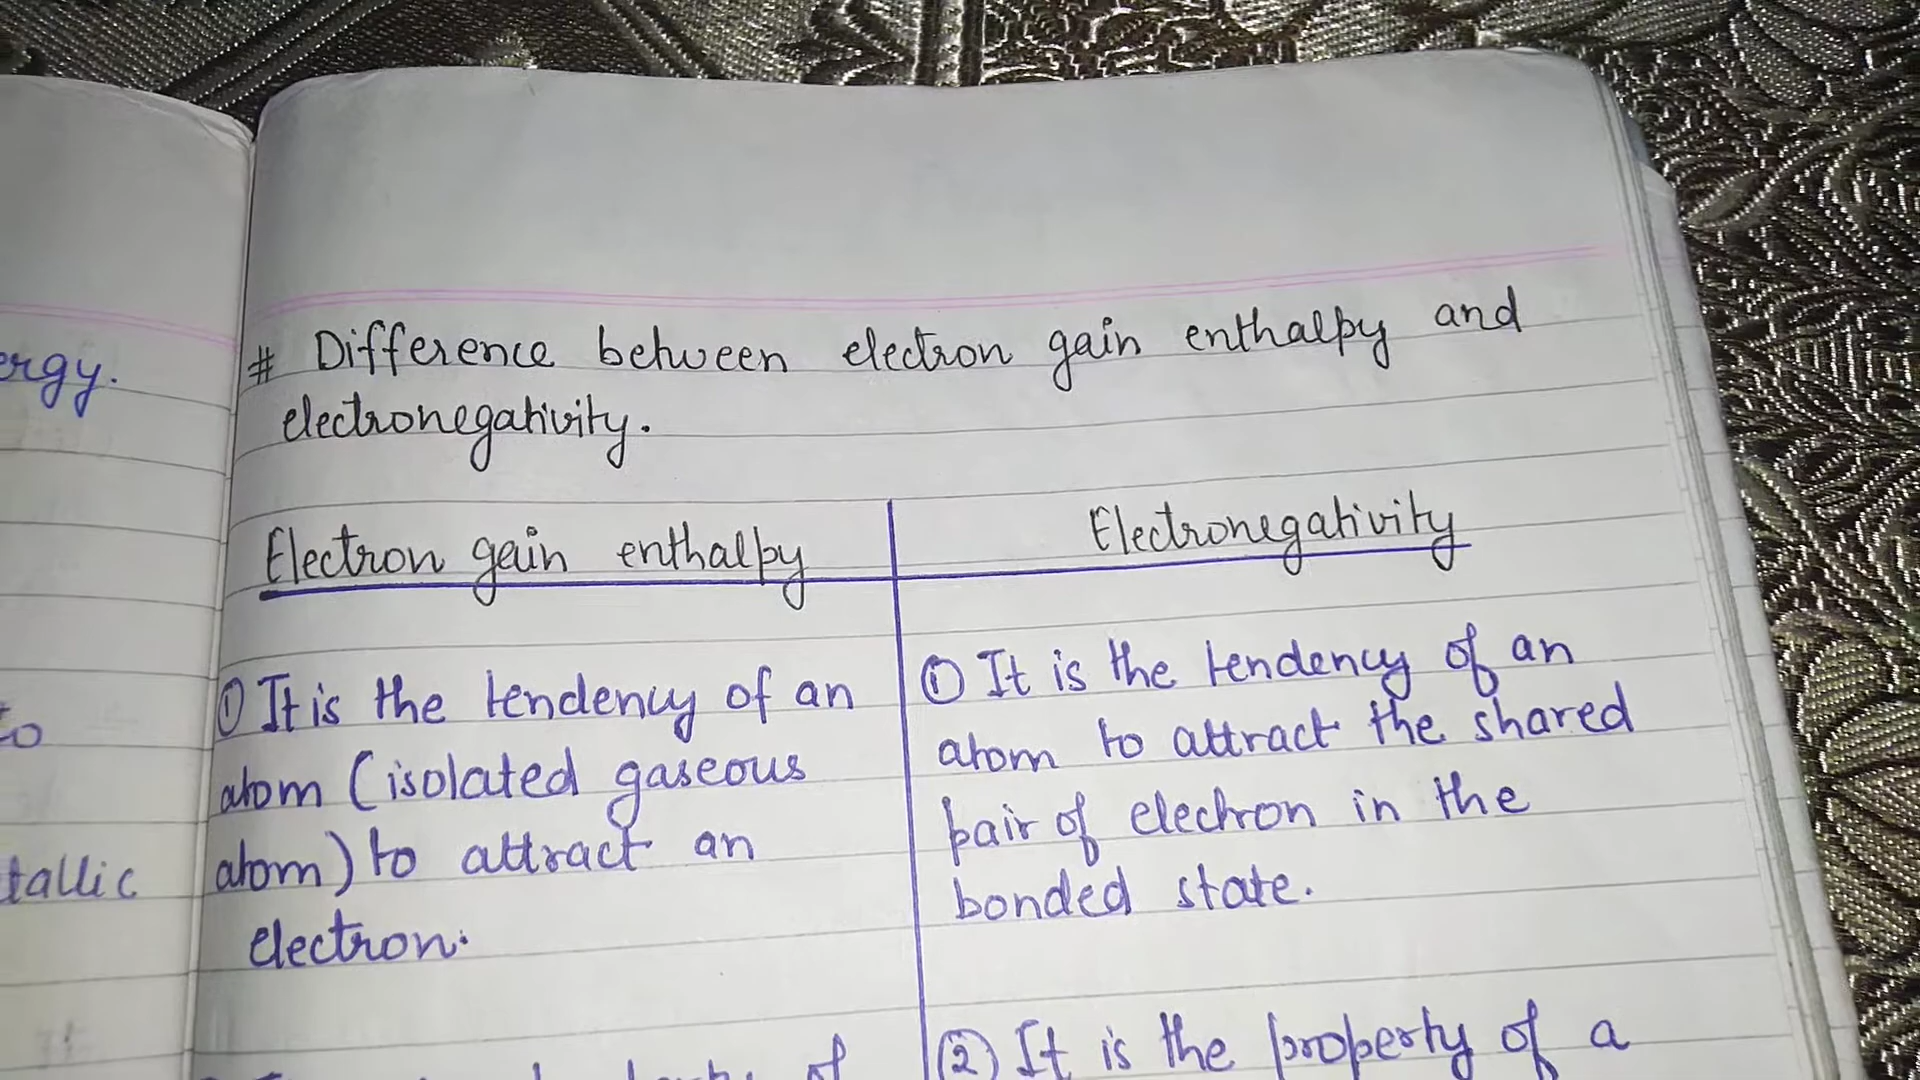 # Difference between electron gain enthalpy and
electronegativity.
Electron gain enthalpy
Electronegativity
① It is the tendency of an
atom (isolated gaseous
atom) to attract an
electron.
① It is the tendency of an
atom to attract the shared
pair of electron in the
bonded state.
② It is the property of a
of